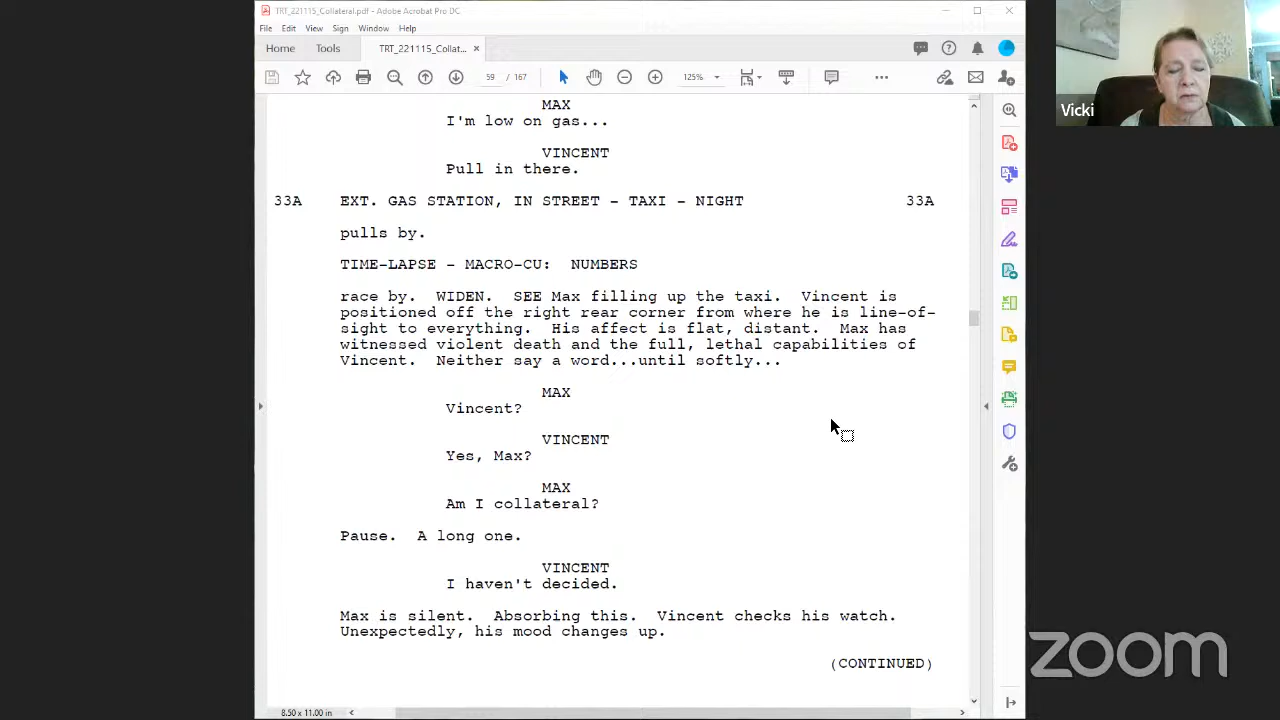 TRT_221115_Collateral.pdf - Adobe Acrobat Pro DC
File Edit View Sign Window Help
Home Tools TRT_221115_Collat... ×
59 / 167 125%
MAX
I'm low on gas...
VINCENT
Pull in there.
33A EXT. GAS STATION, IN STREET - TAXI - NIGHT 33A
pulls by.
TIME-LAPSE - MACRO-CU: NUMBERS
race by. WIDEN. SEE Max filling up the taxi. Vincent is
positioned off the right rear corner from where he is line-of-
sight to everything. His affect is flat, distant. Max has
witnessed violent death and the full, lethal capabilities of
Vincent. Neither say a word...until softly...
MAX
Vincent?
VINCENT
Yes, Max?
MAX
Am I collateral?
Pause. A long one.
VINCENT
I haven't decided.
Max is silent. Absorbing this. Vincent checks his watch.
Unexpectedly, his mood changes up.
(CONTINUED)
8.50 x 11.00 in
Vicki
zoom